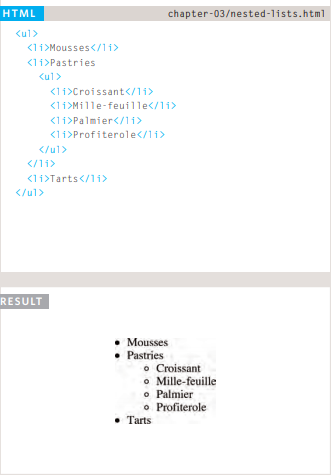 HTML chapter-03/nested-lists.html
<ul>
  <li>Mousses</li>
  <li>Pastries
    <ul>
      <li>Croissant</li>
      <li>Mille-feuille</li>
      <li>Palmier</li>
      <li>Profiterole</li>
    </ul>
  </li>
  <li>Tarts</li>
</ul>
RESULT
• Mousses
• Pastries
  ◦ Croissant
  ◦ Mille-feuille
  ◦ Palmier
  ◦ Profiterole
• Tarts